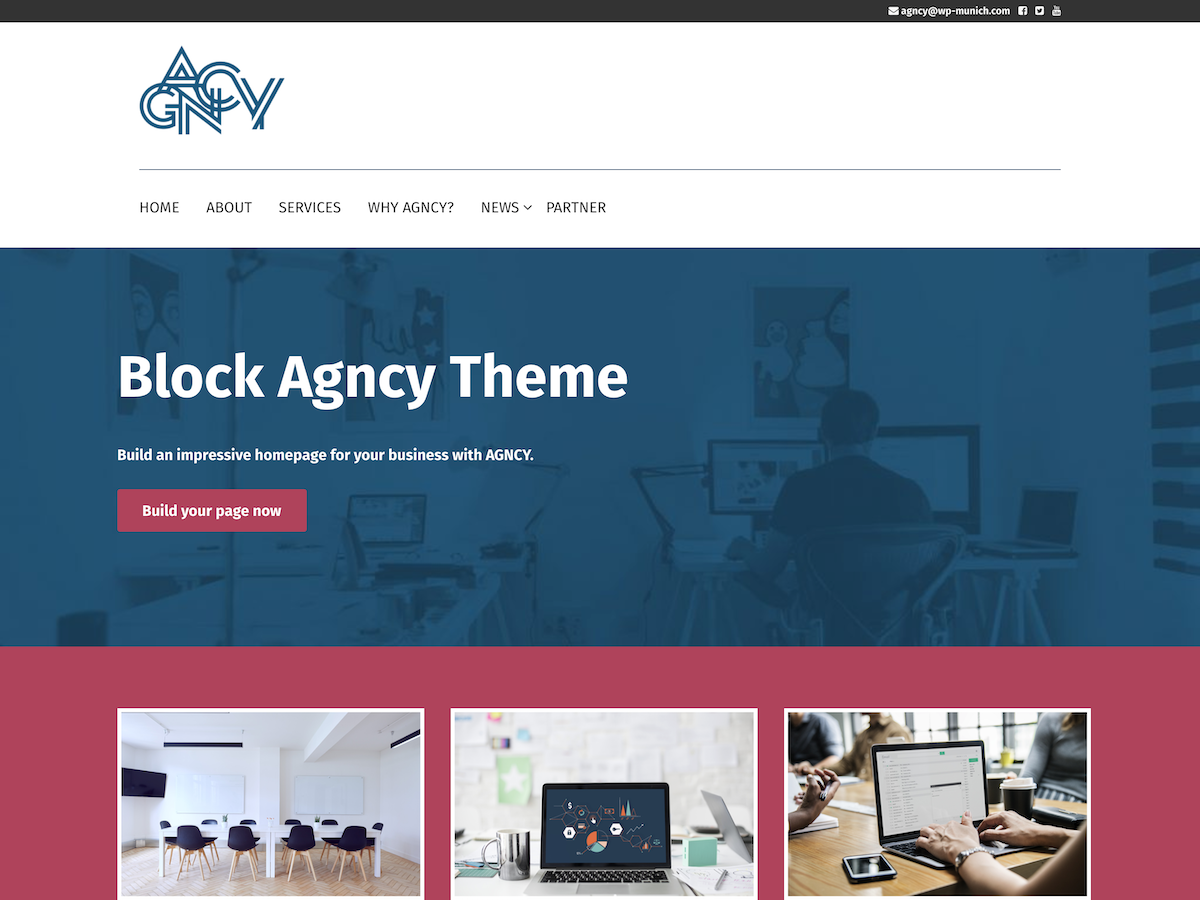 agncy@wp-munich.com
AGNCY
HOME ABOUT SERVICES WHY AGNCY? NEWS PARTNER
Block Agncy Theme
Build an impressive homepage for your business with AGNCY.
Build your page now